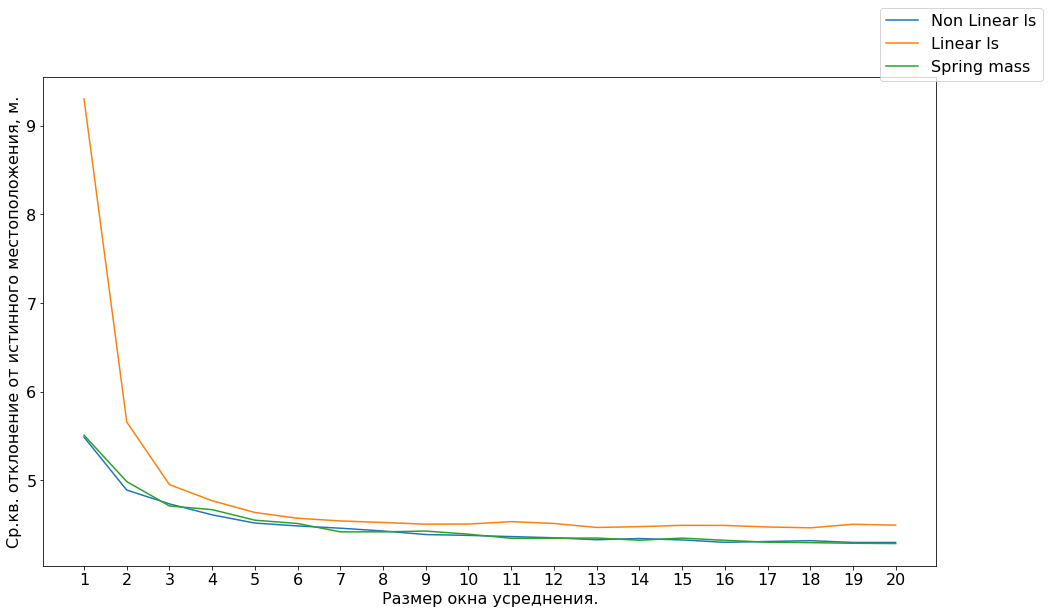 Non Linear ls
Linear ls
Spring mass
Ср.кв. отклонение от истинного местоположения, м.
9
8
7
6
5
1 2 3 4 5 6 7 8 9 10 11 12 13 14 15 16 17 18 19 20
Размер окна усреднения.